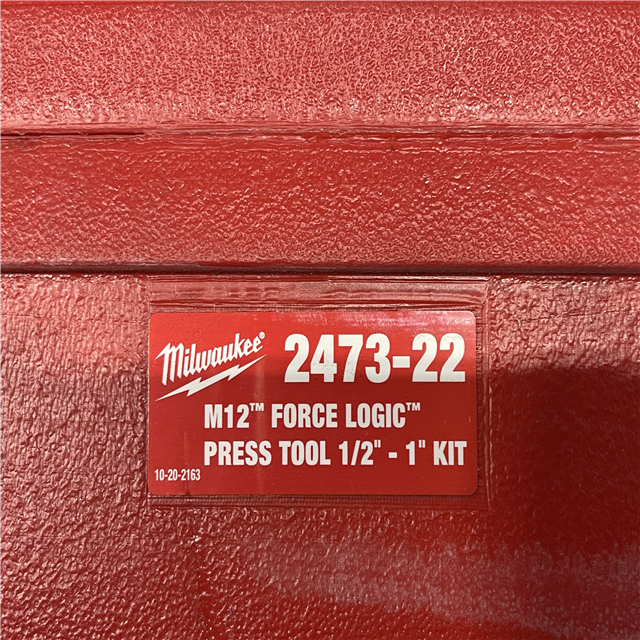 Milwaukee® 2473-22
M12™ FORCE LOGIC™
PRESS TOOL 1/2" - 1" KIT
10-20-2163